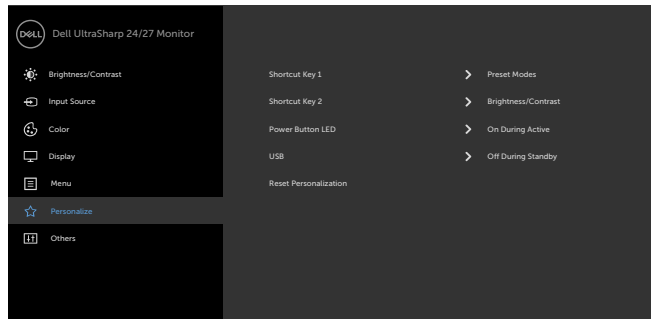 DELL Dell UltraSharp 24/27 Monitor
Brightness/Contrast Shortcut Key 1 Preset Modes
Input Source Shortcut Key 2 Brightness/Contrast
Color Power Button LED On During Active
Display USB Off During Standby
Menu Reset Personalization
Personalize
Others